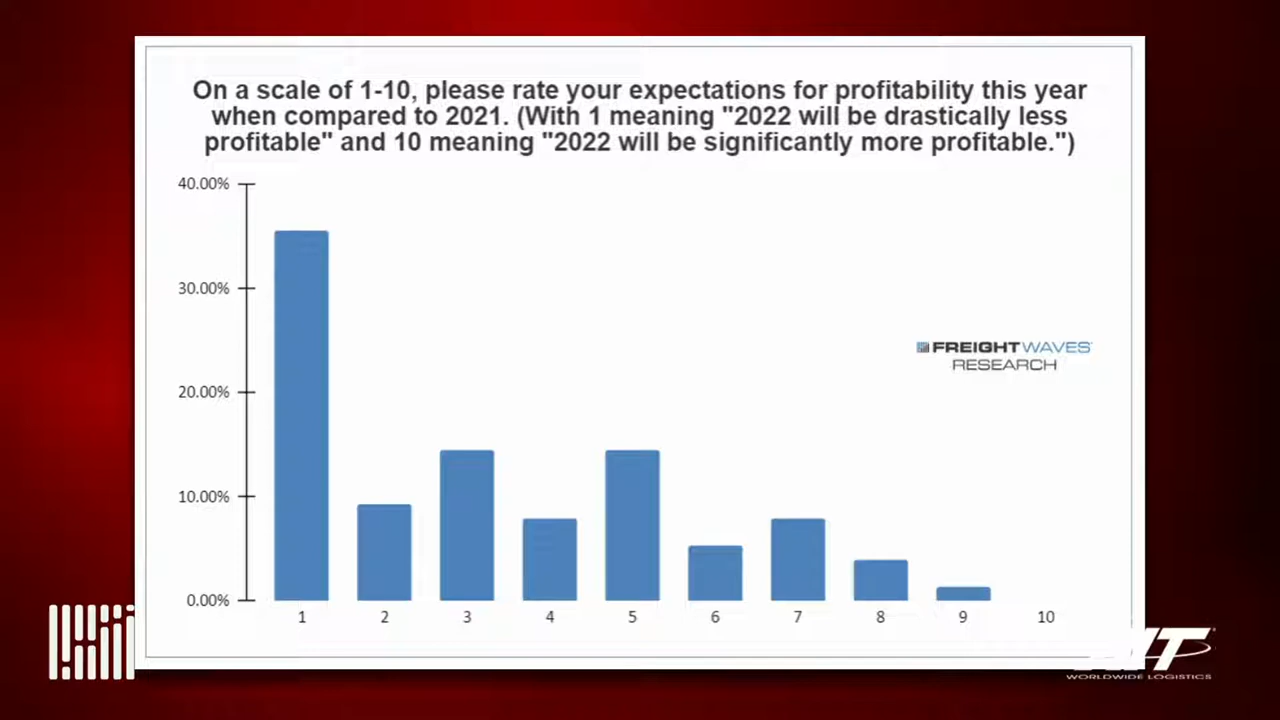 On a scale of 1-10, please rate your expectations for profitability this year
when compared to 2021. (With 1 meaning "2022 will be drastically less
profitable" and 10 meaning "2022 will be significantly more profitable.")
40.00%
30.00%
20.00%
10.00%
0.00%
FREIGHTWAVES
RESEARCH
1 2 3 4 5 6 7 8 9 10
WORLDWIDE LOGISTICS